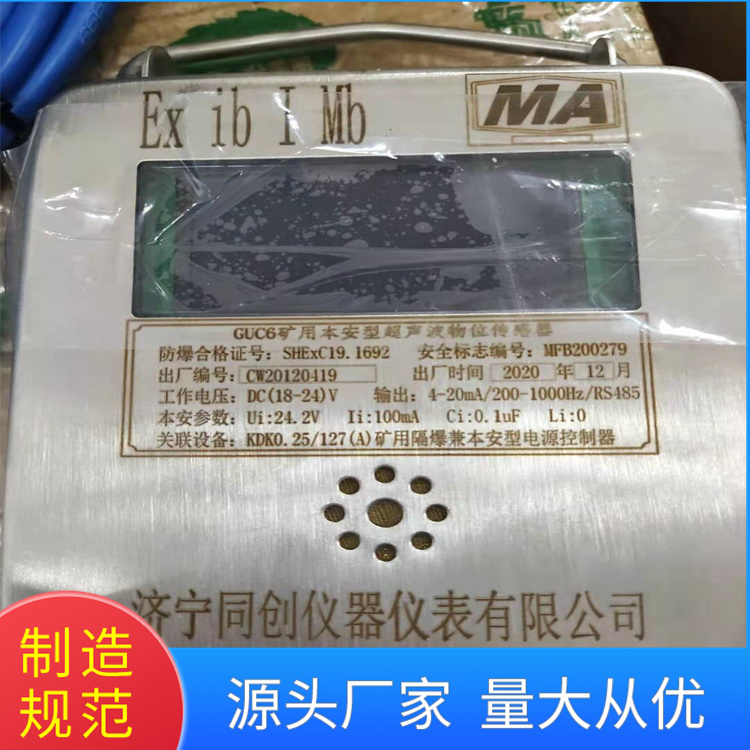 Ex ib I Mb
MA
GUC6矿用本安型超声波物位传感器
防爆合格证号: SHExC19.1692 安全标志编号: MFB200279
出厂编号: CW20120419 出厂时间 2020 年 12 月
工作电压: DC(18-24)V 输出: 4-20mA/200-1000Hz/RS485
本安参数: Ui:24.2V Ii:100mA Ci:0.1uF Li:0
关联设备: KDK0.25/127(A)矿用隔爆兼本安型电源控制器
济宁同创仪器仪表有限公司
制造
规范
源头厂家 量大从优